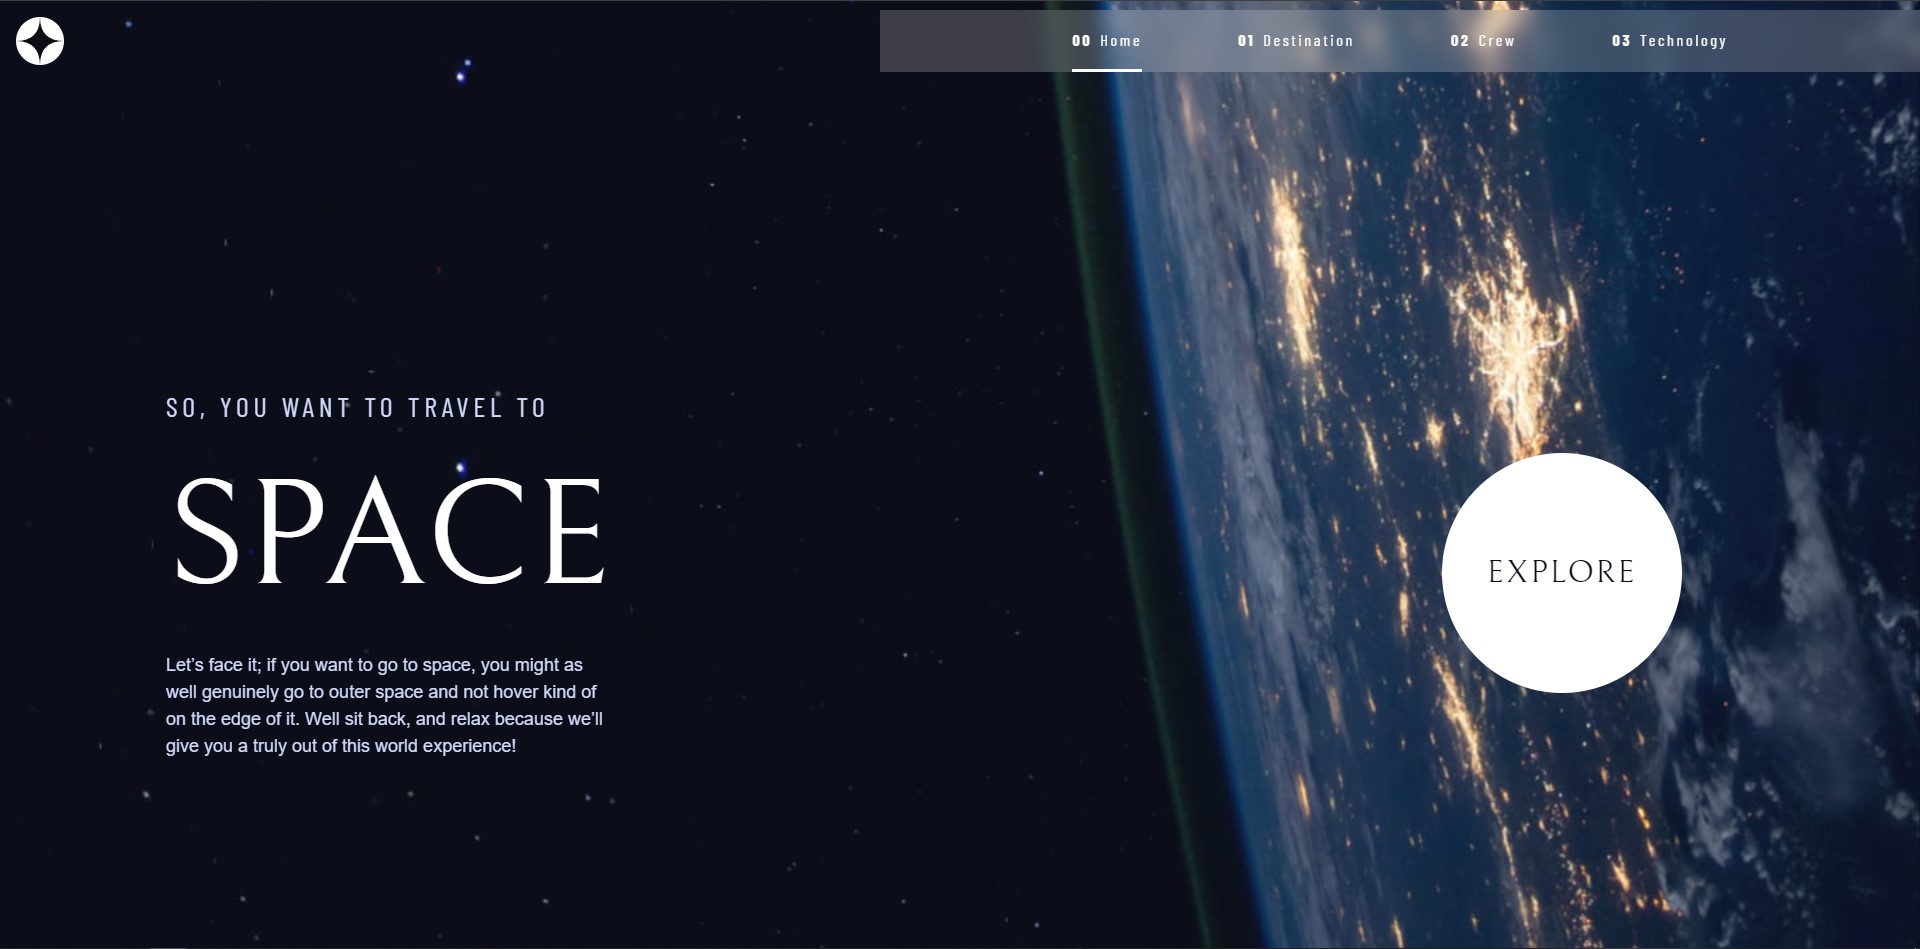 00 Home 01 Destination 02 Crew 03 Technology
SO, YOU WANT TO TRAVEL TO
SPACE
EXPLORE
Let's face it; if you want to go to space, you might as
well genuinely go to outer space and not hover kind of
on the edge of it. Well sit back, and relax because we'll
give you a truly out of this world experience!